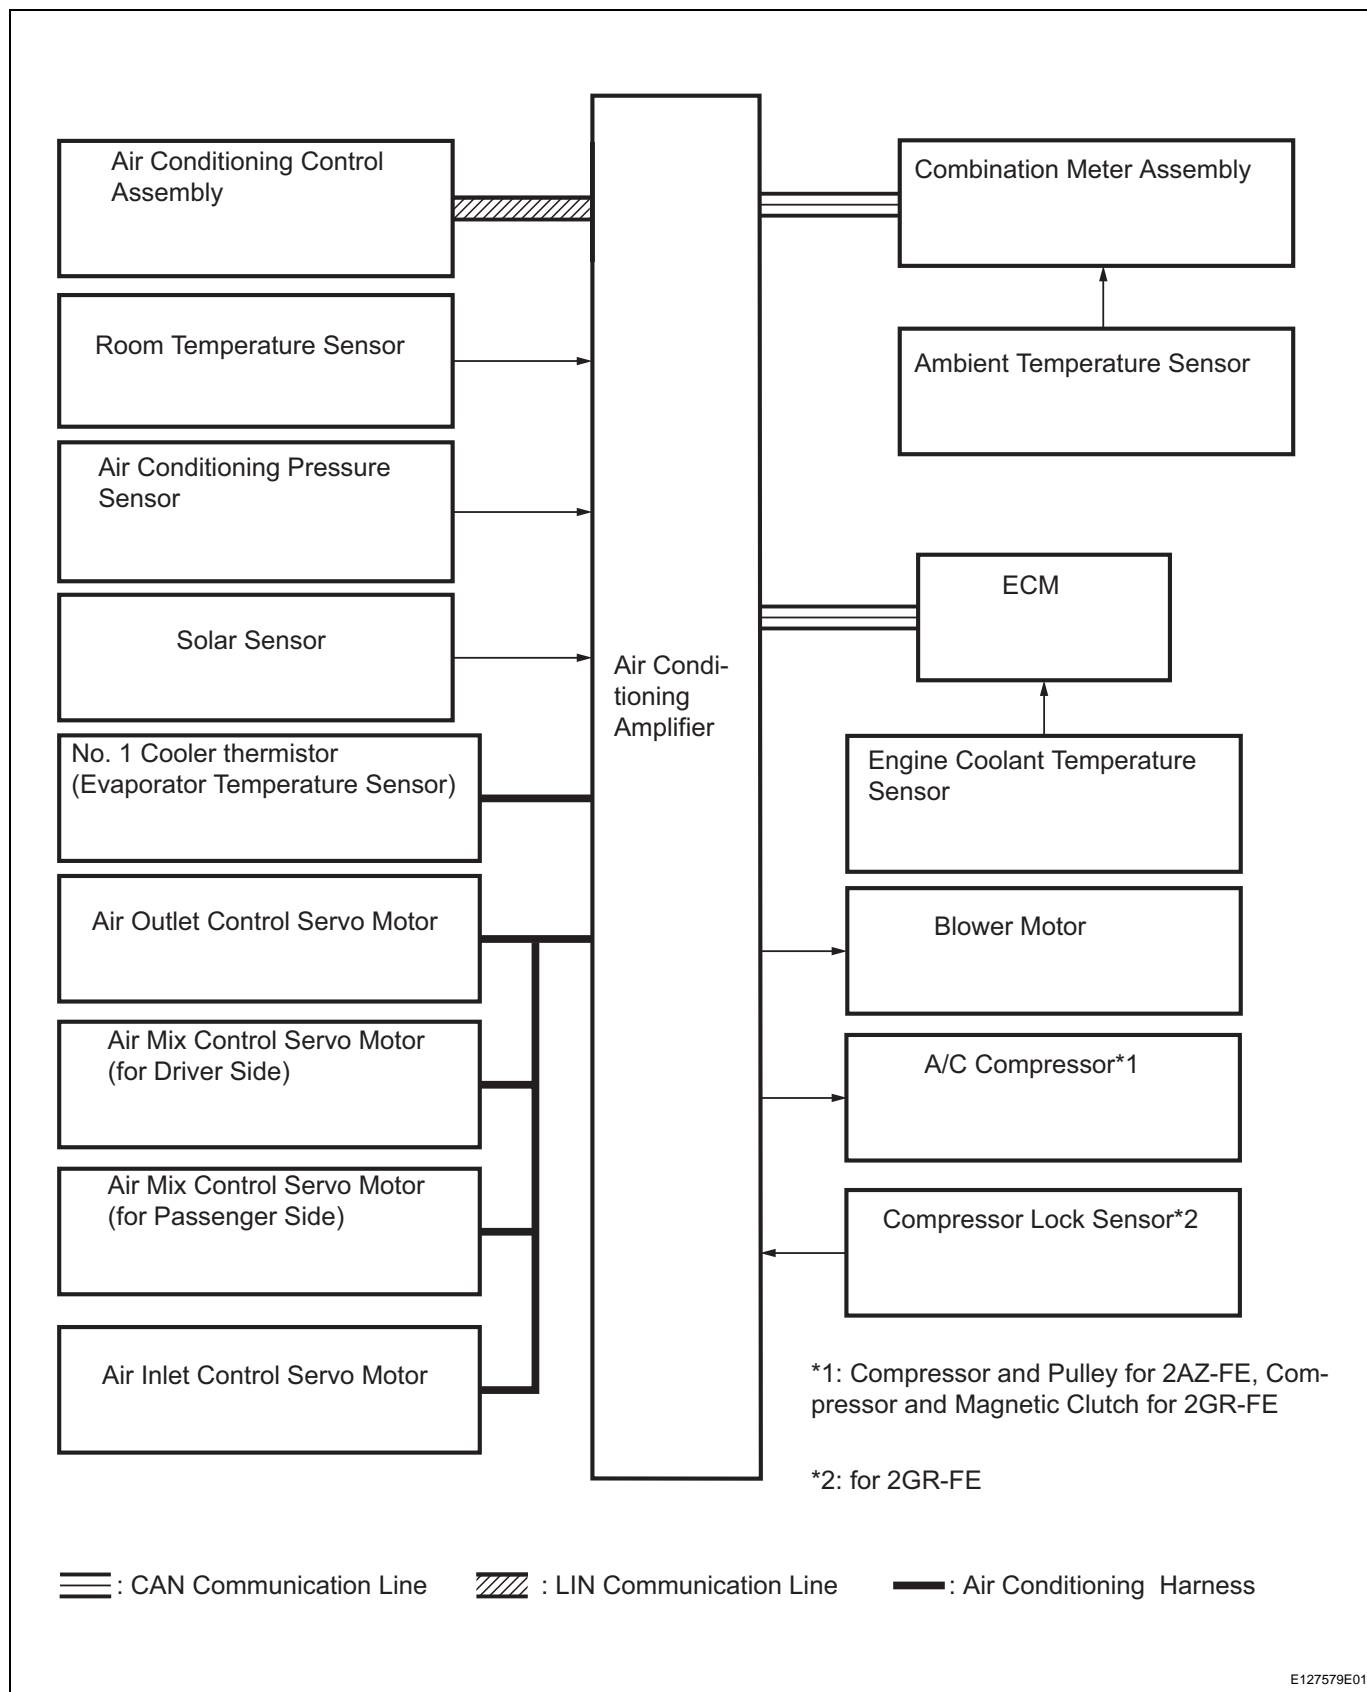 Air Conditioning Control
Assembly
Room Temperature Sensor
Air Conditioning Pressure
Sensor
Solar Sensor
No. 1 Cooler thermistor
(Evaporator Temperature Sensor)
Air Outlet Control Servo Motor
Air Mix Control Servo Motor
(for Driver Side)
Air Mix Control Servo Motor
(for Passenger Side)
Air Inlet Control Servo Motor
Air Condi-
tioning
Amplifier
Combination Meter Assembly
Ambient Temperature Sensor
ECM
Engine Coolant Temperature
Sensor
Blower Motor
A/C Compressor*1
Compressor Lock Sensor*2
*1: Compressor and Pulley for 2AZ-FE, Com-
pressor and Magnetic Clutch for 2GR-FE
*2: for 2GR-FE
: CAN Communication Line
: LIN Communication Line
: Air Conditioning Harness
E127579E01